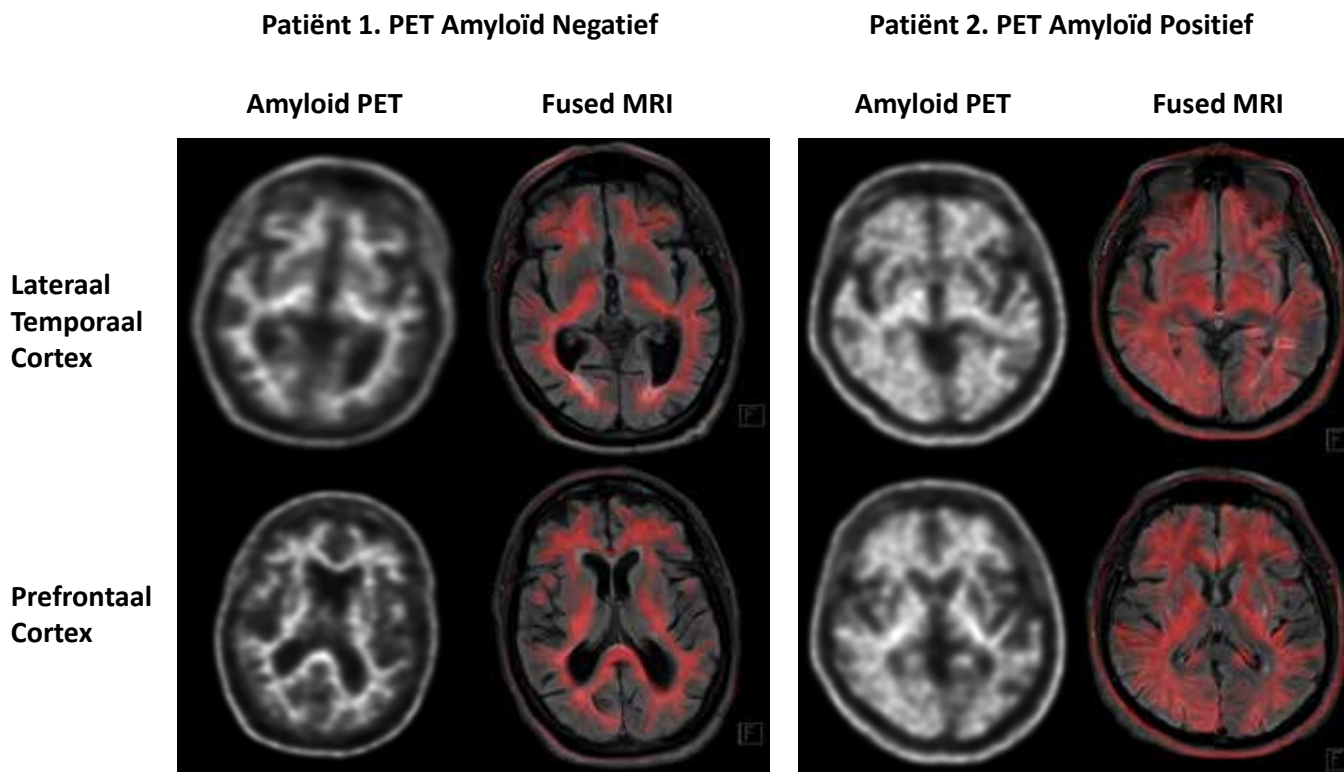 Patiënt 1. PET Amyloïd Negatief
Patiënt 2. PET Amyloïd Positief
Amyloid PET
Fused MRI
Amyloid PET
Fused MRI
Lateraal
Temporaal
Cortex
F
F
Prefrontaal
Cortex
F
F